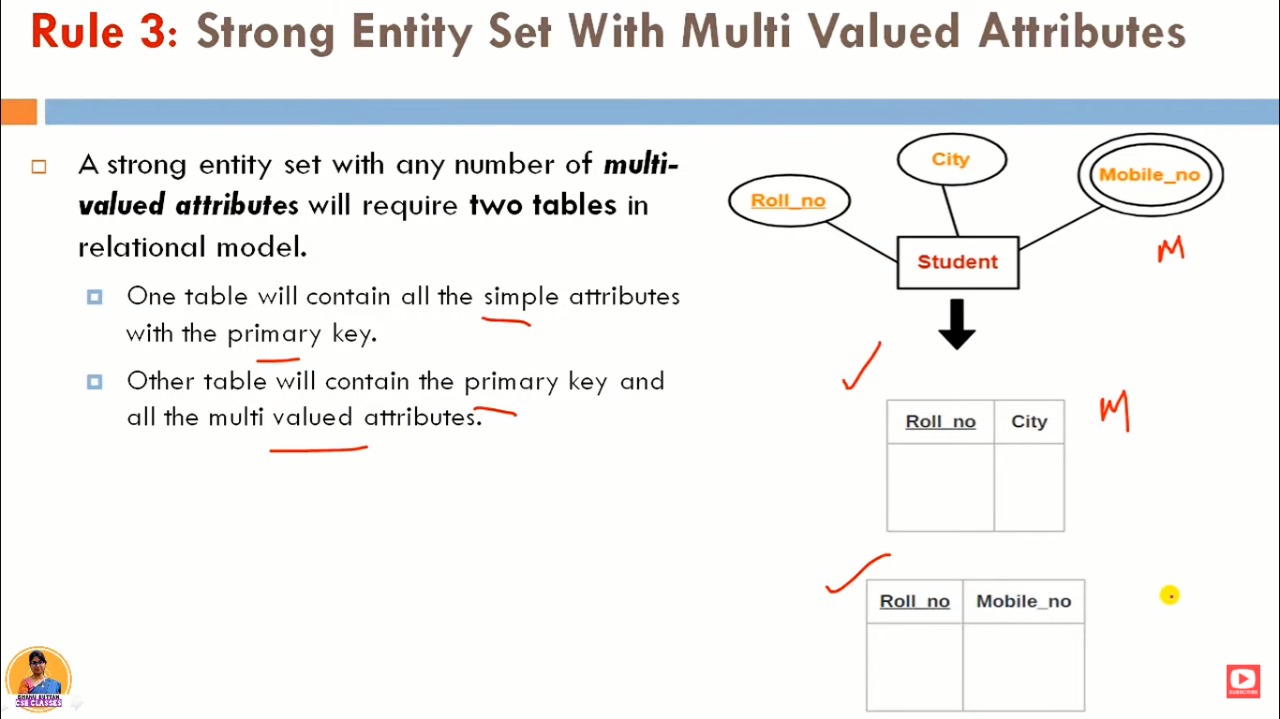 Rule 3: Strong Entity Set With Multi Valued Attributes
A strong entity set with any number of multi-
valued attributes will require two tables in
relational model.
One table will contain all the simple attributes
with the primary key.
Other table will contain the primary key and
all the multi valued attributes.
City
Mobile_no
Roll_no
M
Student
Roll_no City
M
Roll_no Mobile_no
CSE CLASSES
SUBSCRIBE